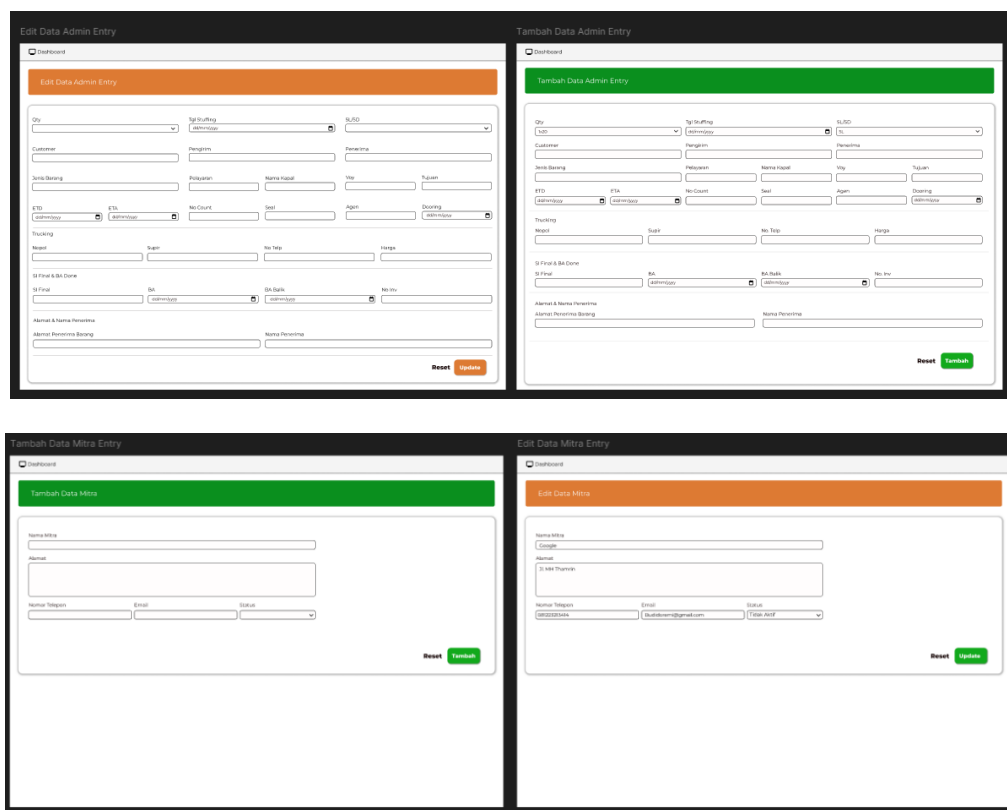 Edit Data Admin Entry
Dashboard
Edit Data Admin Entry
Qty Tgl Stuffing SL/SO
dd/mm/yyyy
Customer Pengirim Penerima
Jenis Barang Pelayaran Nama Kapal Voy Tujuan
ETD ETA No Count Seal Agen Dooring
dd/mm/yyyy dd/mm/yyyy dd/mm/yyyy
Trucking
Nopol Supir No Telp Harga
SI Final & BA Done
SI Final BA BA Balik No Inv
dd/mm/yyyy dd/mm/yyyy
Alamat & Nama Penerima
Alamat Penerima Barang Nama Penerima
Reset Update
Tambah Data Admin Entry
Dashboard
Tambah Data Admin Entry
Qty Tgl Stuffing SL/SO
dd/mm/yyyy SL
Customer Pengirim Penerima
Jenis Barang Pelayaran Nama Kapal Voy Tujuan
ETD ETA No Count Seal Agen Dooring
dd/mm/yyyy dd/mm/yyyy dd/mm/yyyy
Trucking
Nopol Supir No. Telp Harga
SI Final & BA Done
SI Final BA BA Balik No. Inv
dd/mm/yyyy dd/mm/yyyy
Alamat & Nama Penerima
Alamat Penerima Barang Nama Penerima
Reset Tambah
Tambah Data Mitra Entry
Dashboard
Tambah Data Mitra
Nama Mitra
Alamat
Nomor Telepon Email Status
Reset Tambah
Edit Data Mitra Entry
Dashboard
Edit Data Mitra
Nama Mitra
Google
Alamat
Jl MH Thamrin
Nomor Telepon Email Status
Tidak Aktif
Reset Update